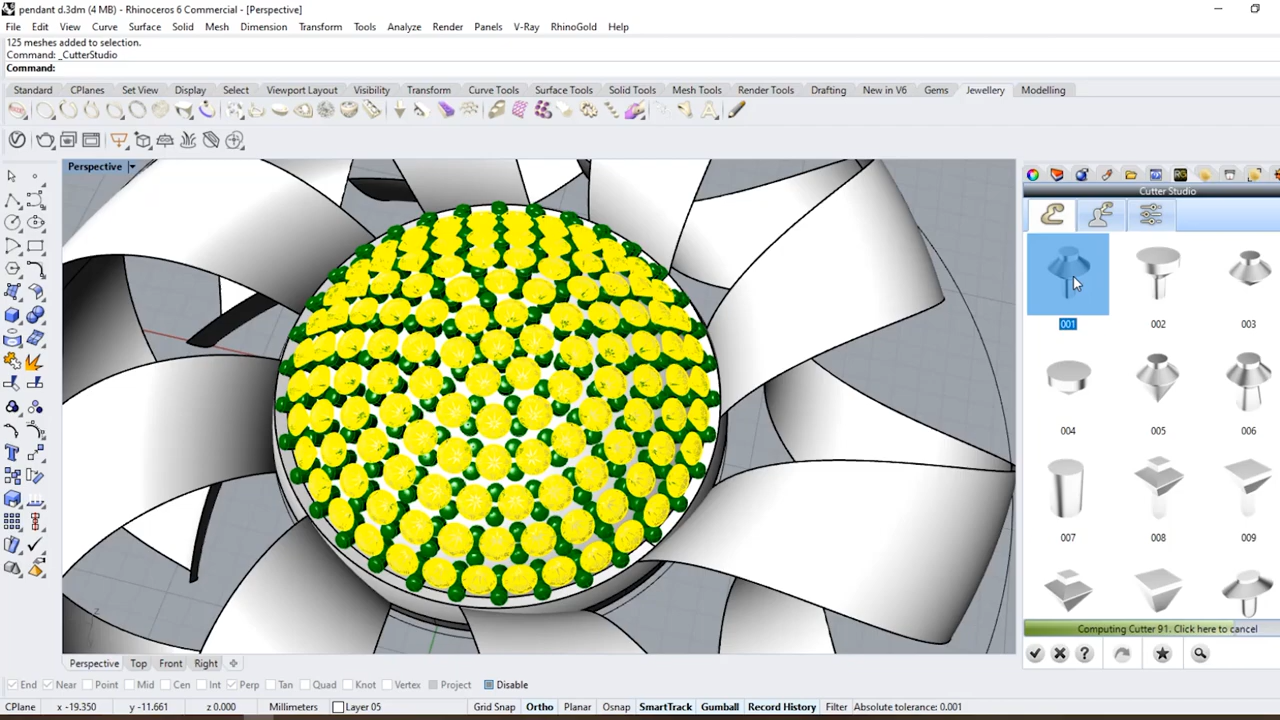 pendant d.3dm (4 MB) - Rhinoceros 6 Commercial - [Perspective]
File Edit View Curve Surface Solid Mesh Dimension Transform Tools Analyze Render Panels V-Ray RhinoGold Help
125 meshes added to selection.
Command: _CutterStudio
Command:
Standard CPlanes Set View Display Select Viewport Layout Visibility Transform Curve Tools Surface Tools Solid Tools Mesh Tools Render Tools Drafting New in V6 Gems Jewellery Modelling
Perspective
Cutter Studio
001 002 003
004 005 006
007 008 009
Computing Cutter 91. Click here to cancel
Perspective Top Front Right
End Near Point Mid Cen Int Perp Tan Quad Knot Vertex Project Disable
CPlane x -19.350 y -11.661 z 0.000 Millimeters Layer 05 Grid Snap Ortho Planar Osnap SmartTrack Gumball Record History Filter Absolute tolerance: 0.001